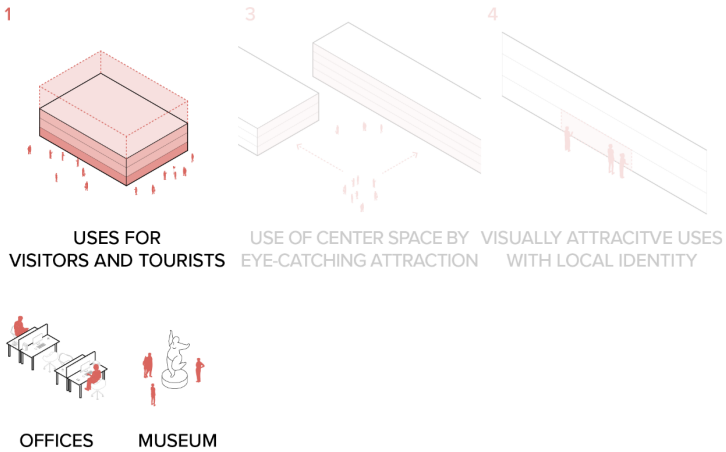 1
3
4
USES FOR
VISITORS AND TOURISTS
USE OF CENTER SPACE BY
EYE-CATCHING ATTRACTION
VISUALLY ATTRACITVE USES
WITH LOCAL IDENTITY
OFFICES
MUSEUM